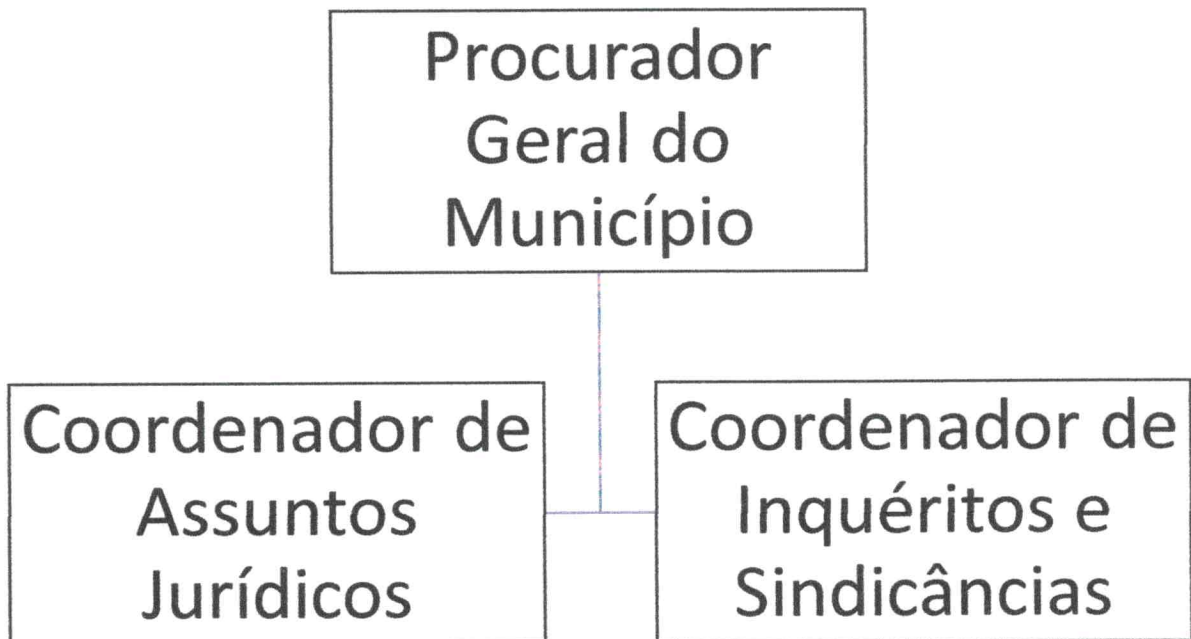 Procurador
Geral do
Município
Coordenador de
Assuntos
Jurídicos
Coordenador de
Inquéritos e
Sindicâncias